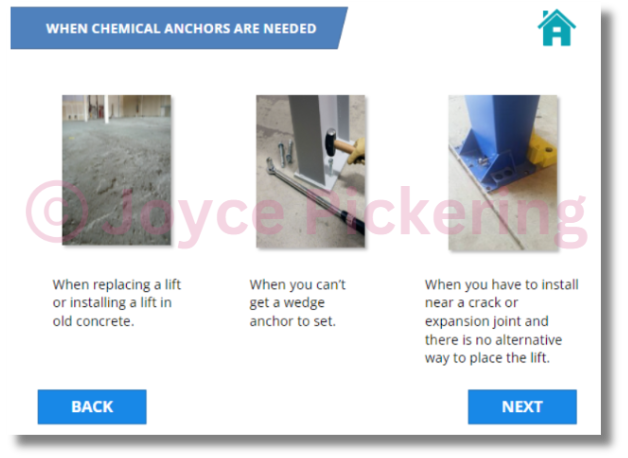 WHEN CHEMICAL ANCHORS ARE NEEDED
© Joyce Pickering
When replacing a lift
or installing a lift in
old concrete.
When you can't
get a wedge
anchor to set.
When you have to install
near a crack or
expansion joint and
there is no alternative
way to place the lift.
BACK
NEXT